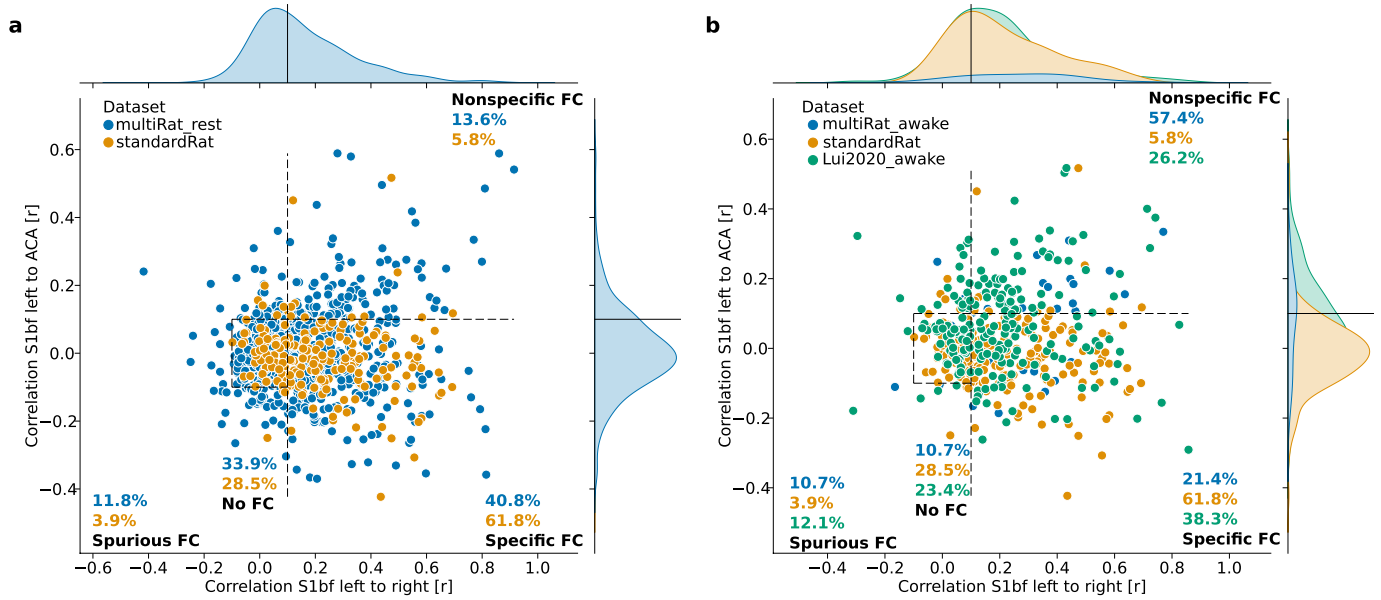 a
Dataset
multiRat_rest
standardRat
Nonspecific FC
13.6%
5.8%
0.6
0.4
0.2
0.0
−0.2
−0.4
Correlation S1bf left to ACA [r]
33.9%
28.5%
No FC
11.8%
3.9%
Spurious FC
40.8%
61.8%
Specific FC
−0.6 −0.4 −0.2 0.0 0.2 0.4 0.6 0.8 1.0
Correlation S1bf left to right [r]
b
Dataset
multiRat_awake
standardRat
Lui2020_awake
Nonspecific FC
57.4%
5.8%
26.2%
0.6
0.4
0.2
0.0
−0.2
−0.4
Correlation S1bf left to ACA [r]
10.7%
28.5%
23.4%
No FC
10.7%
3.9%
12.1%
Spurious FC
21.4%
61.8%
38.3%
Specific FC
−0.4 −0.2 0.0 0.2 0.4 0.6 0.8 1.0
Correlation S1bf left to right [r]